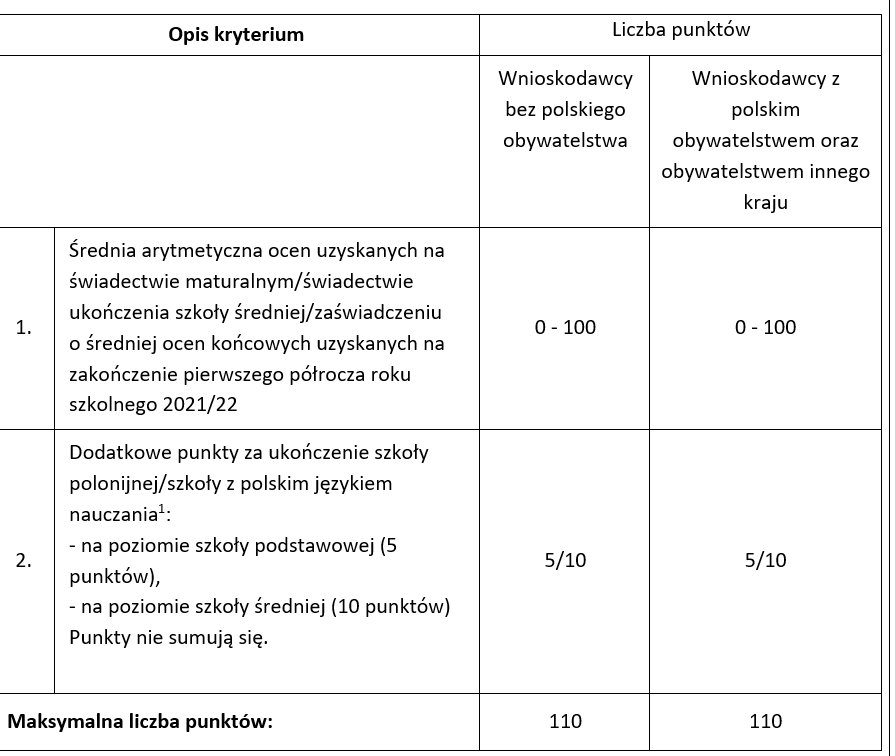 Opis kryterium
Liczba punktów
Wnioskodawcy
bez polskiego
obywatelstwa
Wnioskodawcy z
polskim
obywatelstwem oraz
obywatelstwem innego
kraju
1.
Średnia arytmetyczna ocen uzyskanych na
świadectwie maturalnym/świadectwie
ukończenia szkoły średniej/zaświadczeniu
o średniej ocen końcowych uzyskanych na
zakończenie pierwszego półrocza roku
szkolnego 2021/22
0 - 100
0 - 100
2.
Dodatkowe punkty za ukończenie szkoły
polonijnej/szkoły z polskim językiem
nauczania¹:
- na poziomie szkoły podstawowej (5
punktów),
- na poziomie szkoły średniej (10 punktów)
Punkty nie sumują się.
5/10
5/10
Maksymalna liczba punktów:
110
110